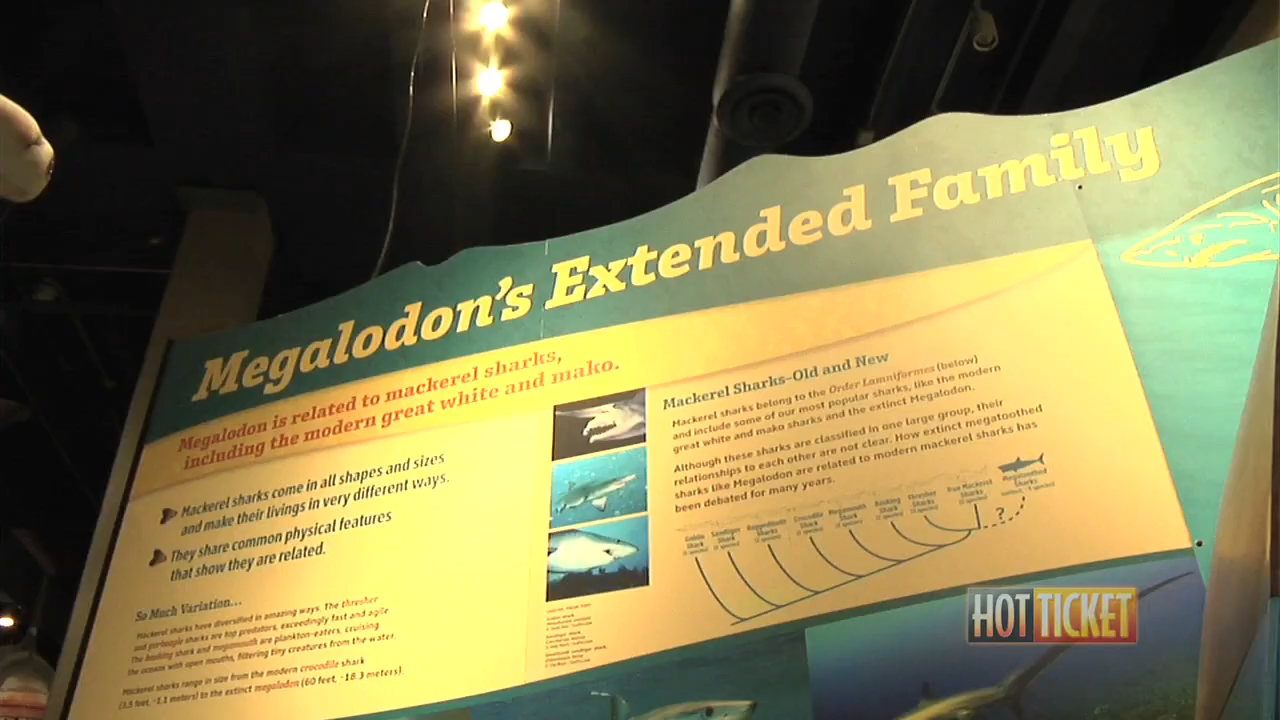 Megalodon's Extended Family
Megalodon is related to mackerel sharks,
including the modern great white and mako.
Mackerel sharks come in all shapes and sizes
and make their livings in very different ways.
They share common physical features
that show they are related.
So Much Variation...
Mackerel sharks have diversified in amazing ways. The thresher
and porbeagle sharks are top predators, exceedingly fast and agile
The basking shark and megamouth are plankton-eaters, cruising
the oceans with open mouths, filtering tiny creatures from the water.
Mackerel sharks range in size from the modern crocodile shark
(3.5 feet, ~1.1 meters) to the extinct megalodon (60 feet, ~18.3 meters).
Mackerel Sharks–Old and New
Mackerel sharks belong to the Order Lamniformes (below)
and include some of our most popular sharks, like the modern
great white and mako sharks and the extinct Megalodon.
Although these sharks are classified in one large group, their
relationships to each other are not clear. How extinct megatoothed
sharks like Megalodon are related to modern mackerel sharks has
been debated for many years.
Goblin Shark
Sandtiger Shark
Raggedtooth Sharks
Crocodile Shark
Megamouth Shark
Basking Shark
Thresher Sharks
True Mackerel Sharks
Megatoothed Sharks
?
HOT TICKET